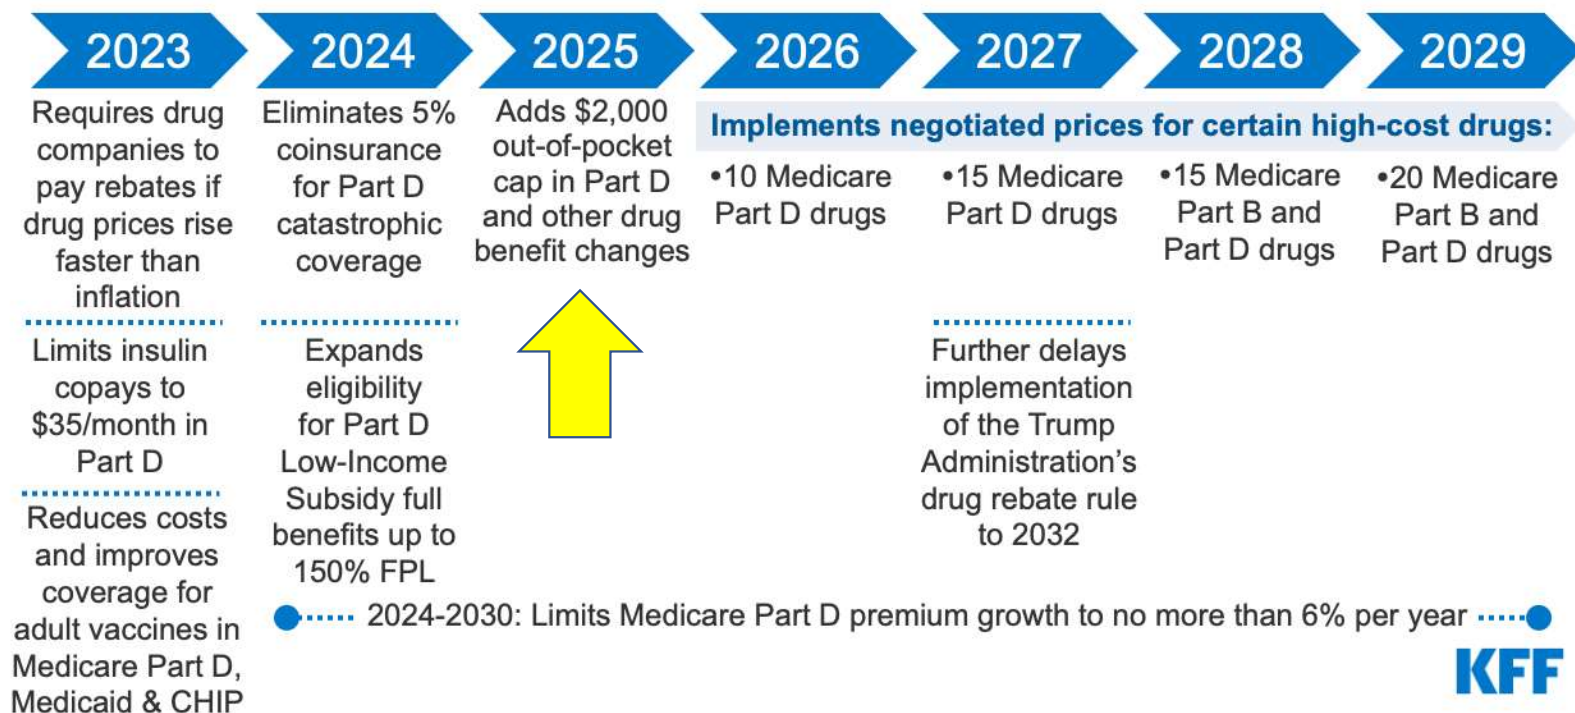 2023
2024
2025
2026
2027
2028
2029
Requires drug
companies to
pay rebates if
drug prices rise
faster than
inflation
Limits insulin
copays to
$35/month in
Part D
Reduces costs
and improves
coverage for
adult vaccines in
Medicare Part D,
Medicaid & CHIP
Eliminates 5%
coinsurance
for Part D
catastrophic
coverage
Expands
eligibility
for Part D
Low-Income
Subsidy full
benefits up to
150% FPL
Adds $2,000
out-of-pocket
cap in Part D
and other drug
benefit changes
Implements negotiated prices for certain high-cost drugs:
•10 Medicare
Part D drugs
•15 Medicare
Part D drugs
•15 Medicare
Part B and
Part D drugs
•20 Medicare
Part B and
Part D drugs
Further delays
implementation
of the Trump
Administration's
drug rebate rule
to 2032
2024-2030: Limits Medicare Part D premium growth to no more than 6% per year
KFF